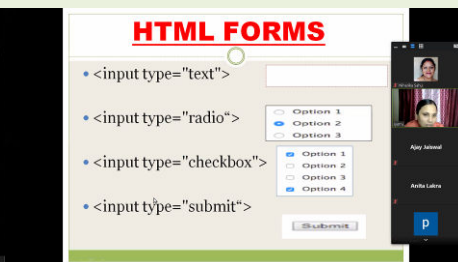 HTML FORMS
• <input type="text">
• <input type="radio“>
Option 1
Option 2
Option 3
• <input type="checkbox">
Option 1
Option 2
Option 3
Option 4
• <input type="submit“>
Submit
Ajay Jaiswal
Anita Lakra
p